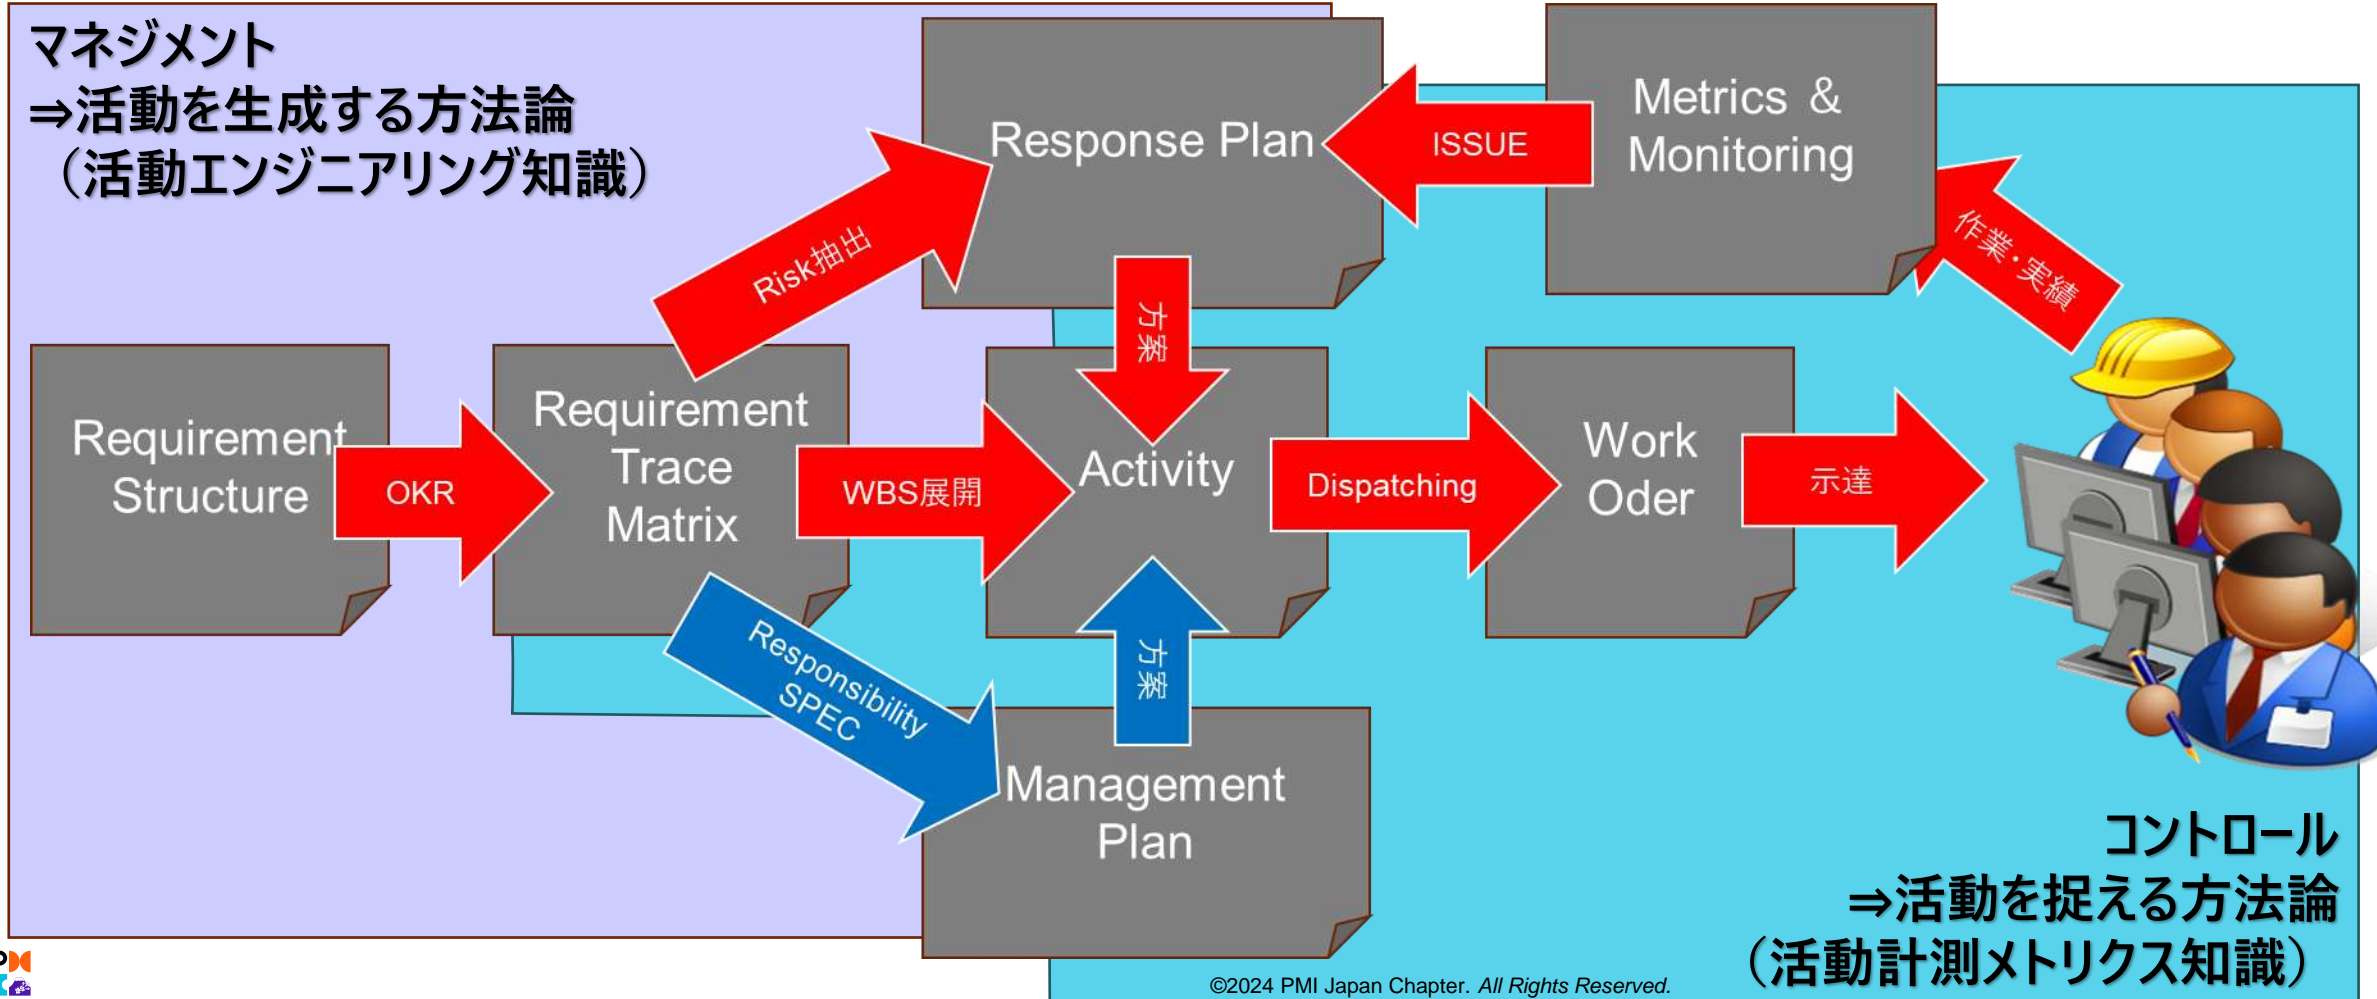 マネジメント
⇒活動を生成する方法論
（活動エンジニアリング知識）
Response Plan
ISSUE
Metrics &
Monitoring
作業・実績
Risk抽出
方案
Requirement
Structure
OKR
Requirement
Trace
Matrix
WBS展開
Activity
Dispatching
Work
Oder
示達
Responsibility
SPEC
方案
Management
Plan
コントロール
⇒活動を捉える方法論
（活動計測メトリクス知識）
©2024 PMI Japan Chapter. All Rights Reserved.